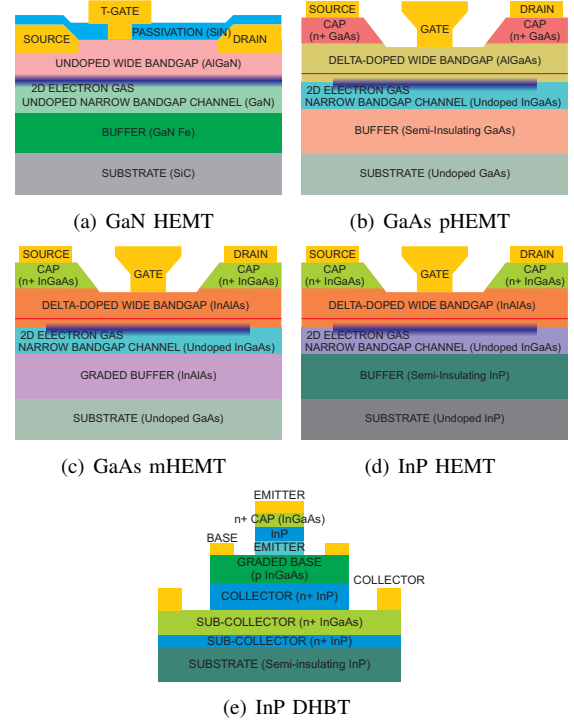 T-GATE
PASSIVATION (SiN)
SOURCE
DRAIN
UNDOPED WIDE BANDGAP (AlGaN)
2D ELECTRON GAS
UNDOPED NARROW BANDGAP CHANNEL (GaN)
BUFFER (GaN Fe)
SUBSTRATE (SiC)
(a) GaN HEMT
SOURCE
DRAIN
CAP
(n+ GaAs)
GATE
CAP
(n+ GaAs)
DELTA-DOPED WIDE BANDGAP (AlGaAs)
2D ELECTRON GAS
NARROW BANDGAP CHANNEL (Undoped InGaAs)
BUFFER (Semi-Insulating GaAs)
SUBSTRATE (Undoped GaAs)
(b) GaAs pHEMT
SOURCE
DRAIN
CAP
(n+ InGaAs)
GATE
CAP
(n+ InGaAs)
DELTA-DOPED WIDE BANDGAP (InAlAs)
2D ELECTRON GAS
NARROW BANDGAP CHANNEL (Undoped InGaAs)
GRADED BUFFER (InAlAs)
SUBSTRATE (Undoped GaAs)
(c) GaAs mHEMT
SOURCE
DRAIN
CAP
(n+ InGaAs)
GATE
CAP
(n+ InGaAs)
DELTA-DOPED WIDE BANDGAP (InAlAs)
2D ELECTRON GAS
NARROW BANDGAP CHANNEL (Undoped InGaAs)
BUFFER (Semi-Insulating InP)
SUBSTRATE (Undoped InP)
(d) InP HEMT
EMITTER
n+ CAP (InGaAs)
InP
BASE
EMITTER
GRADED BASE
(p InGaAs)
COLLECTOR
COLLECTOR (n+ InP)
SUB-COLLECTOR (n+ InGaAs)
SUB-COLLECTOR (n+ InP)
SUBSTRATE (Semi-insulating InP)
(e) InP DHBT